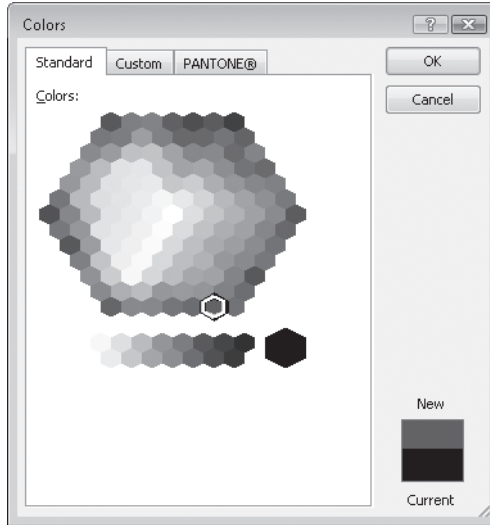 Colors
Standard Custom PANTONE®
OK
Colors:
Cancel
New
Current